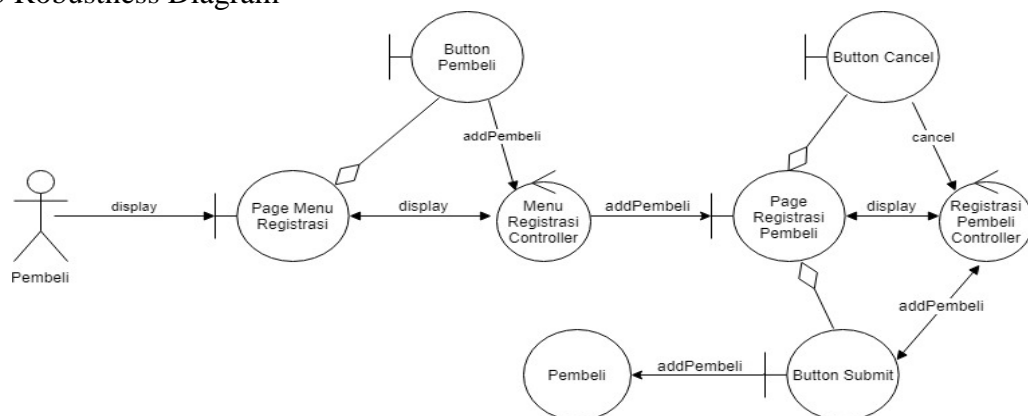 Robustness Diagram
Button
Pembeli
Button Cancel
addPembeli
cancel
display
Page Menu
Registrasi
display
Menu
Registrasi
Controller
addPembeli
Page
Registrasi
Pembeli
display
Registrasi
Pembeli
Controller
Pembeli
addPembeli
Pembeli
addPembeli
Button Submit